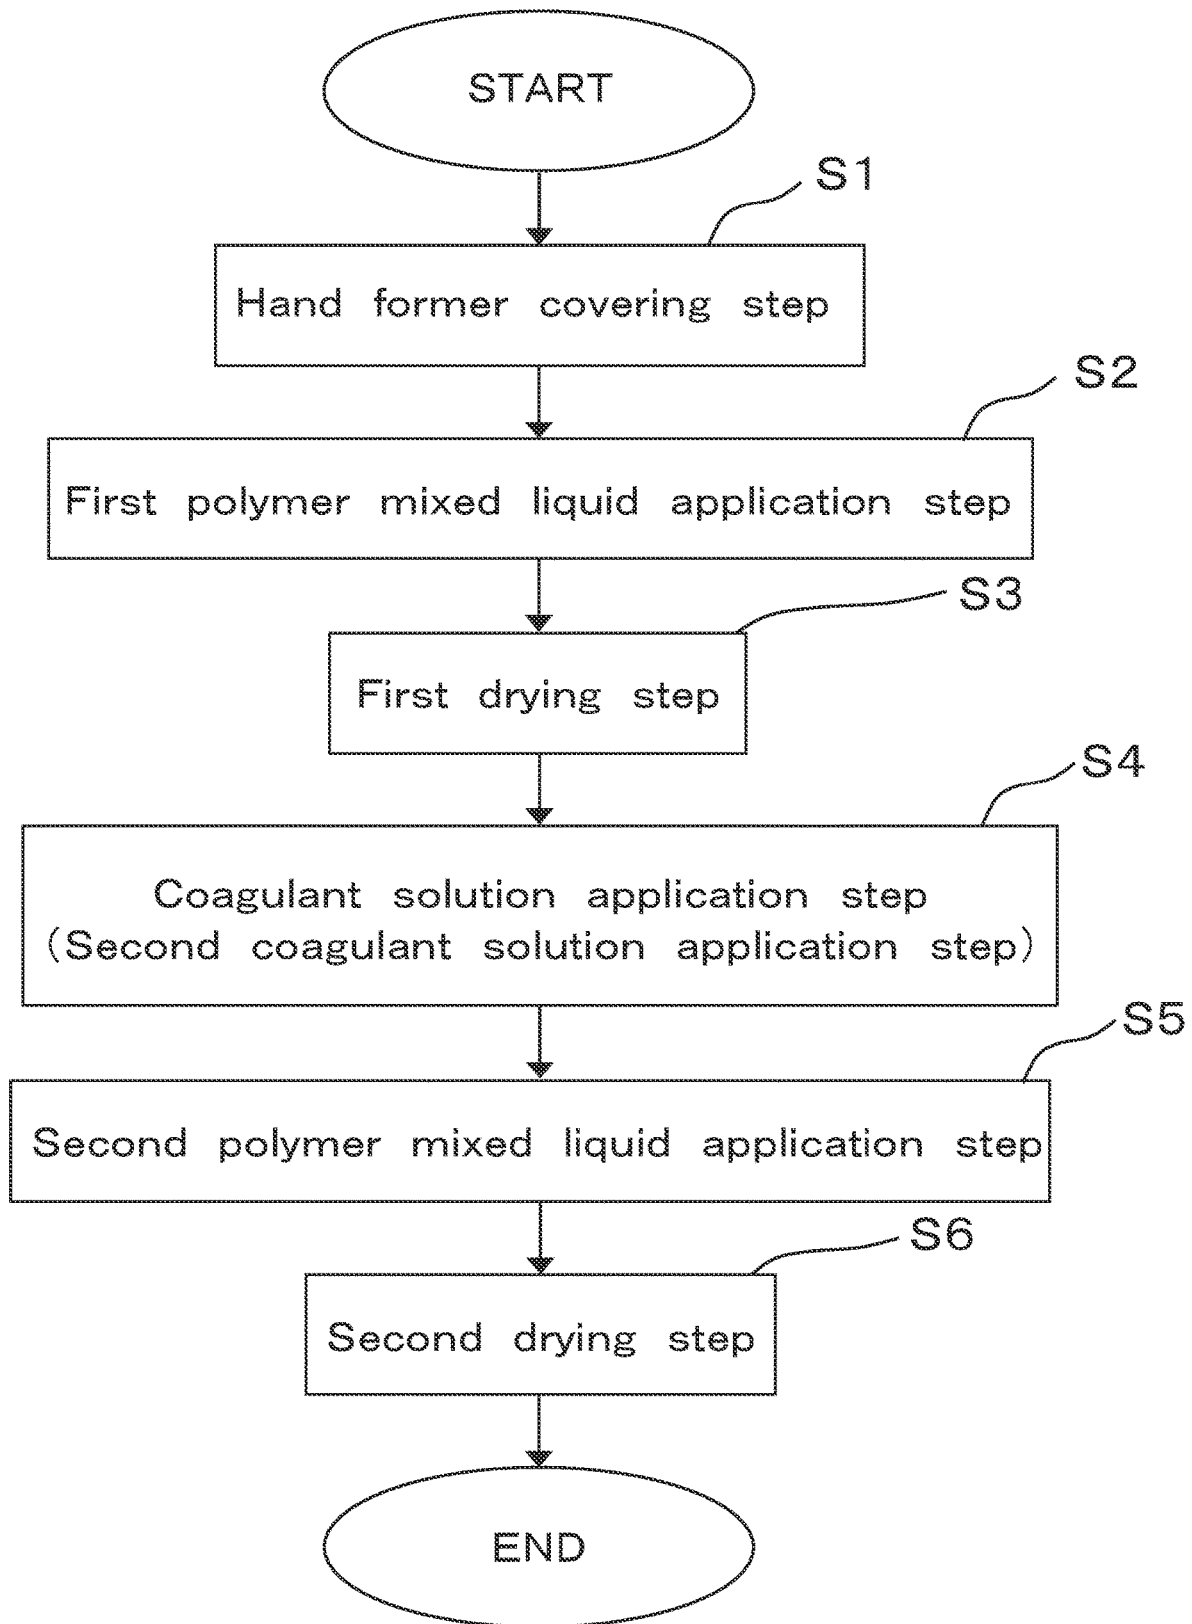 START
S1
Hand former covering step
S2
First polymer mixed liquid application step
S3
First drying step
S4
Coagulant solution application step
(Second coagulant solution application step)
S5
Second polymer mixed liquid application step
S6
Second drying step
END